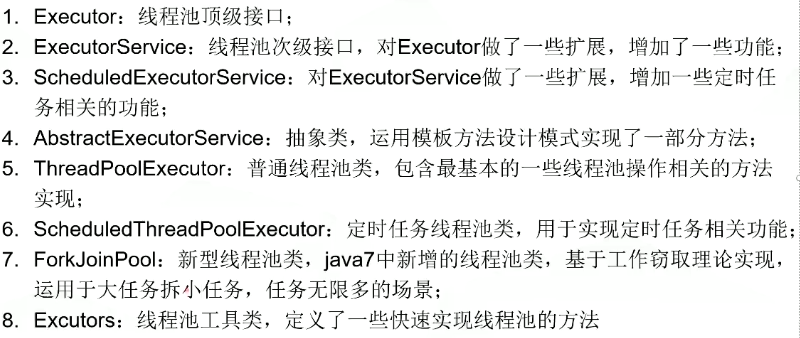 1. Executor：线程池顶级接口；
2. ExecutorService：线程池次级接口，对Executor做了一些扩展，增加了一些功能；
3. ScheduledExecutorService：对ExecutorService做了一些扩展，增加一些定时任
务相关的功能；
4. AbstractExecutorService：抽象类，运用模板方法设计模式实现了一部分方法；
5. ThreadPoolExecutor：普通线程池类，包含最基本的一些线程池操作相关的方法
实现；
6. ScheduledThreadPoolExecutor：定时任务线程池类，用于实现定时任务相关功能；
7. ForkJoinPool：新型线程池类，java7中新增的线程池类，基于工作窃取理论实现，
运用于大任务拆小任务，任务无限多的场景；
8. Excutors：线程池工具类，定义了一些快速实现线程池的方法